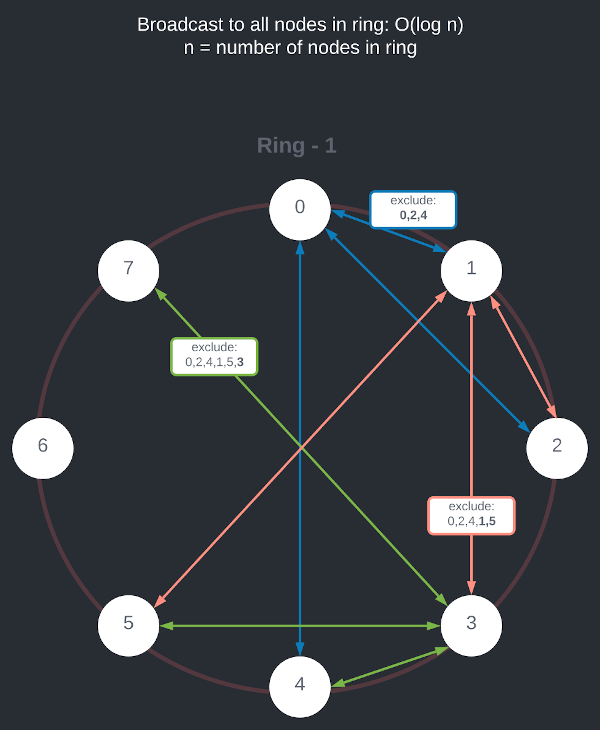 Broadcast to all nodes in ring: O(log n)
n = number of nodes in ring
Ring - 1
0
exclude:
0,2,4
7
1
exclude:
0,2,4,1,5,3
6
2
exclude:
0,2,4,1,5
5
3
4